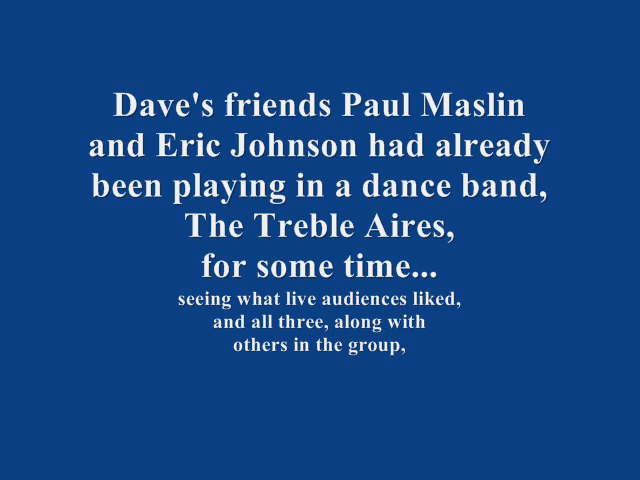 Dave's friends Paul Maslin
and Eric Johnson had already
been playing in a dance band,
The Treble Aires,
for some time...
seeing what live audiences liked,
and all three, along with
others in the group,